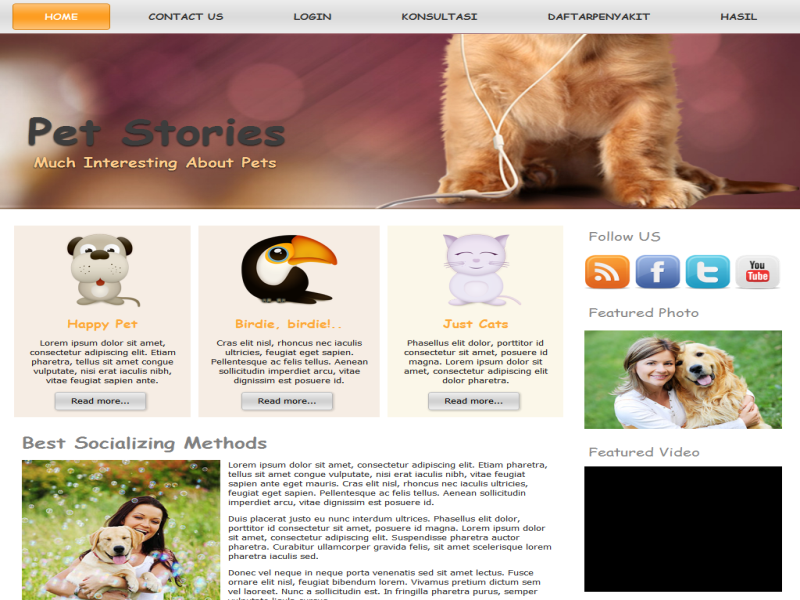 HOME CONTACT US LOGIN KONSULTASI DAFTARPENYAKIT HASIL
Pet Stories
Much Interesting About Pets
Happy Pet
Lorem ipsum dolor sit amet,
consectetur adipiscing elit. Etiam
pharetra, tellus sit amet congue
vulputate, nisi erat iaculis nibh,
vitae feugiat sapien ante.
Read more...
Birdie, birdie!..
Cras elit nisl, rhoncus nec iaculis
ultricies, feugiat eget sapien.
Pellentesque ac felis tellus. Aenean
sollicitudin imperdiet arcu, vitae
dignissim est posuere id.
Read more...
Just Cats
Phasellus elit dolor, porttitor id
consectetur sit amet, posuere id
magna. Lorem ipsum dolor sit
amet, consectetur adipiscing elit
dolor pharetra.
Read more...
Follow US
You
Tube
Featured Photo
Featured Video
Best Socializing Methods
Lorem ipsum dolor sit amet, consectetur adipiscing elit. Etiam pharetra,
tellus sit amet congue vulputate, nisi erat iaculis nibh, vitae feugiat
sapien ante eget mauris. Cras elit nisl, rhoncus nec iaculis ultricies,
feugiat eget sapien. Pellentesque ac felis tellus. Aenean sollicitudin
imperdiet arcu, vitae dignissim est posuere id.
Duis placerat justo eu nunc interdum ultrices. Phasellus elit dolor,
porttitor id consectetur sit amet, posuere id magna. Lorem ipsum dolor
sit amet, consectetur adipiscing elit. Suspendisse pharetra auctor
pharetra. Curabitur ullamcorper gravida felis, sit amet scelerisque lorem
pharetra iaculis sed.
Donec vel neque in neque porta venenatis sed sit amet lectus. Fusce
ornare elit nisl, feugiat bibendum lorem. Vivamus pretium dictum sem
vel laoreet. Nunc a sollicitudin est. In fringilla pharetra purus, semper